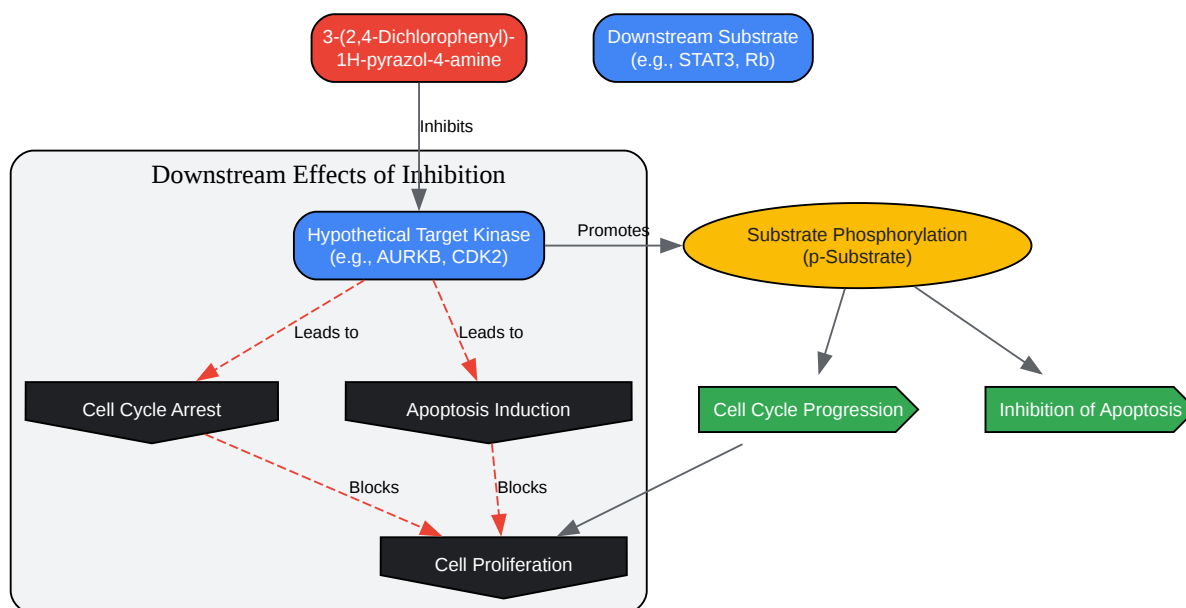 3-(2,4-Dichlorophenyl)-
1H-pyrazol-4-amine
Downstream Substrate
(e.g., STAT3, Rb)
Inhibits
Downstream Effects of Inhibition
Hypothetical Target Kinase
(e.g., AURKB, CDK2)
Promotes
Substrate Phosphorylation
(p-Substrate)
Leads to
Leads to
Cell Cycle Arrest
Apoptosis Induction
Cell Cycle Progression
Inhibition of Apoptosis
Blocks
Blocks
Cell Proliferation